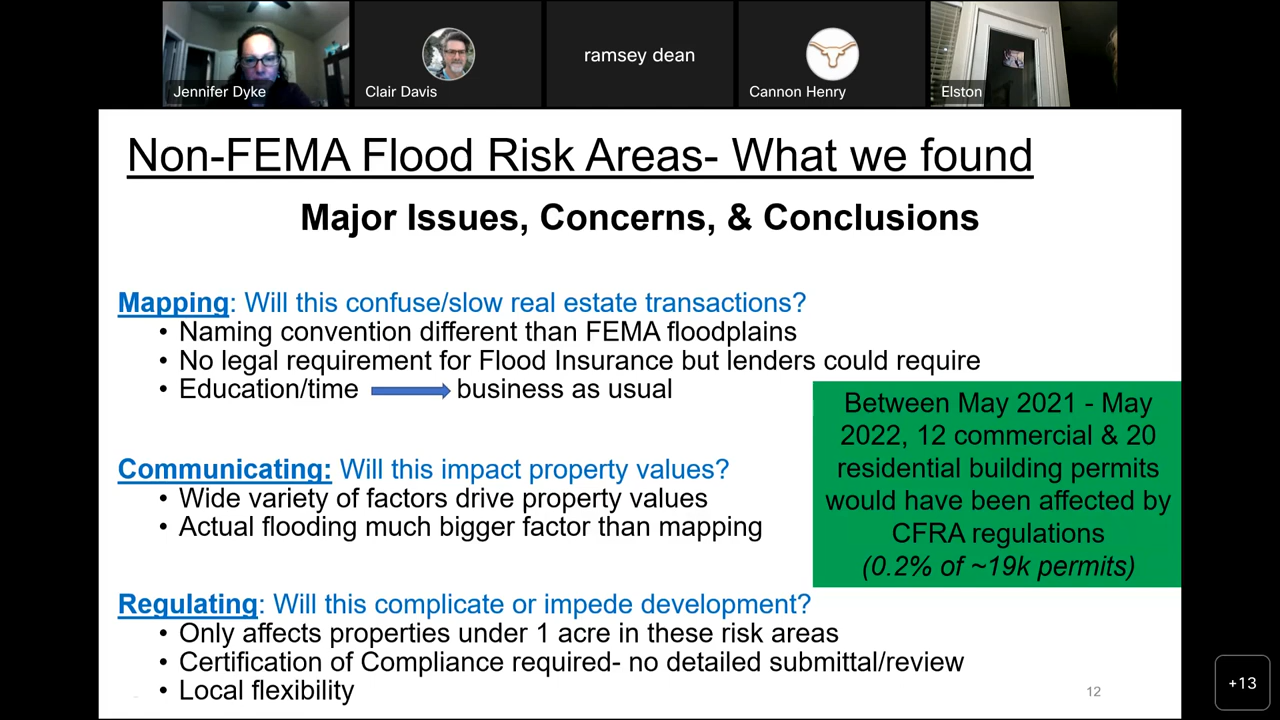 ramsey dean
Jennifer Dyke
Clair Davis
Cannon Henry
Elston
Non-FEMA Flood Risk Areas- What we found
Major Issues, Concerns, & Conclusions
Mapping: Will this confuse/slow real estate transactions?
• Naming convention different than FEMA floodplains
• No legal requirement for Flood Insurance but lenders could require
• Education/time business as usual
Between May 2021 - May
2022, 12 commercial & 20
residential building permits
would have been affected by
CFRA regulations
(0.2% of ~19k permits)
Communicating: Will this impact property values?
• Wide variety of factors drive property values
• Actual flooding much bigger factor than mapping
Regulating: Will this complicate or impede development?
• Only affects properties under 1 acre in these risk areas
• Certification of Compliance required- no detailed submittal/review
• Local flexibility
12
+13